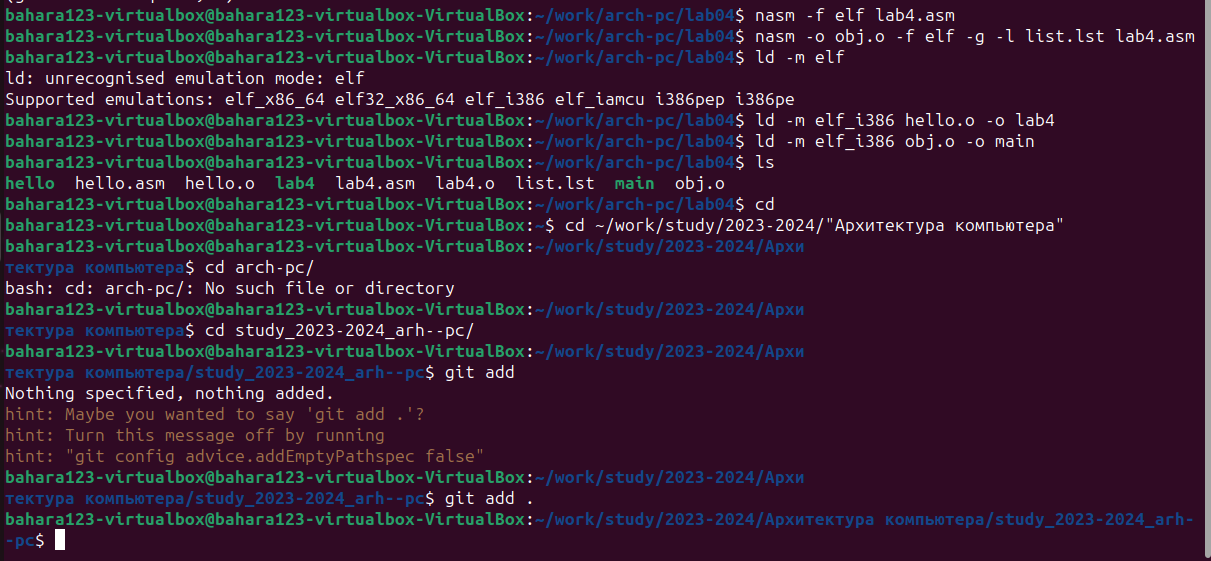 bahara123-virtualbox@bahara123-virtualbox-VirtualBox:~/work/arch-pc/lab04$ nasm -f elf lab4.asm
bahara123-virtualbox@bahara123-virtualbox-VirtualBox:~/work/arch-pc/lab04$ nasm -o obj.o -f elf -g -l list.lst lab4.asm
bahara123-virtualbox@bahara123-virtualbox-VirtualBox:~/work/arch-pc/lab04$ ld -m elf
ld: unrecognised emulation mode: elf
Supported emulations: elf_x86_64 elf32_x86_64 elf_i386 elf_iamcu i386pep i386pe
bahara123-virtualbox@bahara123-virtualbox-VirtualBox:~/work/arch-pc/lab04$ ld -m elf_i386 hello.o -o lab4
bahara123-virtualbox@bahara123-virtualbox-VirtualBox:~/work/arch-pc/lab04$ ld -m elf_i386 obj.o -o main
bahara123-virtualbox@bahara123-virtualbox-VirtualBox:~/work/arch-pc/lab04$ ls
hello  hello.asm  hello.o  lab4  lab4.asm  lab4.o  list.lst  main  obj.o
bahara123-virtualbox@bahara123-virtualbox-VirtualBox:~/work/arch-pc/lab04$ cd
bahara123-virtualbox@bahara123-virtualbox-VirtualBox:~$ cd ~/work/study/2023-2024/"Архитектура компьютера"
bahara123-virtualbox@bahara123-virtualbox-VirtualBox:~/work/study/2023-2024/Архи
тектура компьютера$ cd arch-pc/
bash: cd: arch-pc/: No such file or directory
bahara123-virtualbox@bahara123-virtualbox-VirtualBox:~/work/study/2023-2024/Архи
тектура компьютера$ cd study_2023-2024_arh--pc/
bahara123-virtualbox@bahara123-virtualbox-VirtualBox:~/work/study/2023-2024/Архи
тектура компьютера/study_2023-2024_arh--pc$ git add
Nothing specified, nothing added.
hint: Maybe you wanted to say 'git add .'?
hint: Turn this message off by running
hint: "git config advice.addEmptyPathspec false"
bahara123-virtualbox@bahara123-virtualbox-VirtualBox:~/work/study/2023-2024/Архи
тектура компьютера/study_2023-2024_arh--pc$ git add .
bahara123-virtualbox@bahara123-virtualbox-VirtualBox:~/work/study/2023-2024/Архитектура компьютера/study_2023-2024_arh-
-pc$